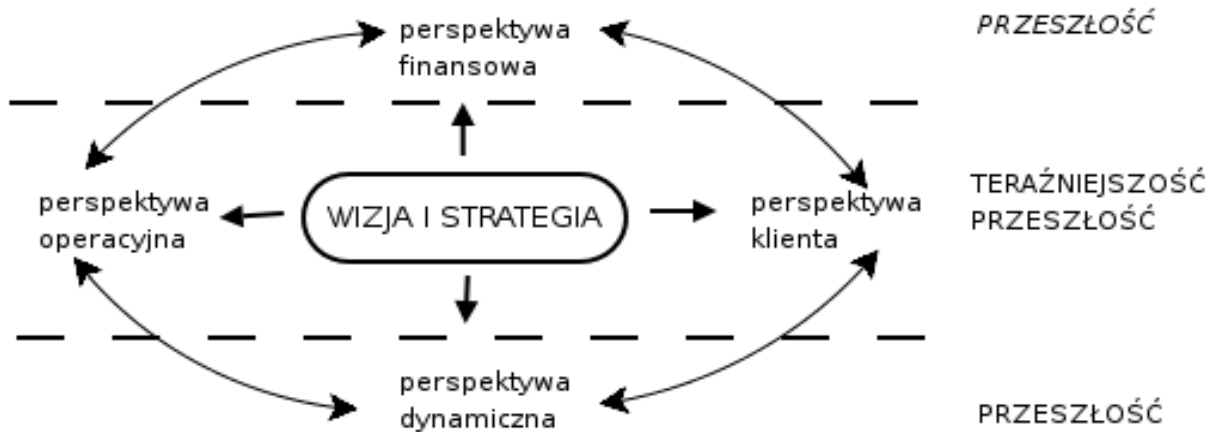 perspektywa
finansowa
PRZESZŁOŚĆ
perspektywa
operacyjna
WIZJA I STRATEGIA
perspektywa
klienta
TERAŹNIEJSZOŚĆ
PRZESZŁOŚĆ
perspektywa
dynamiczna
PRZESZŁOŚĆ